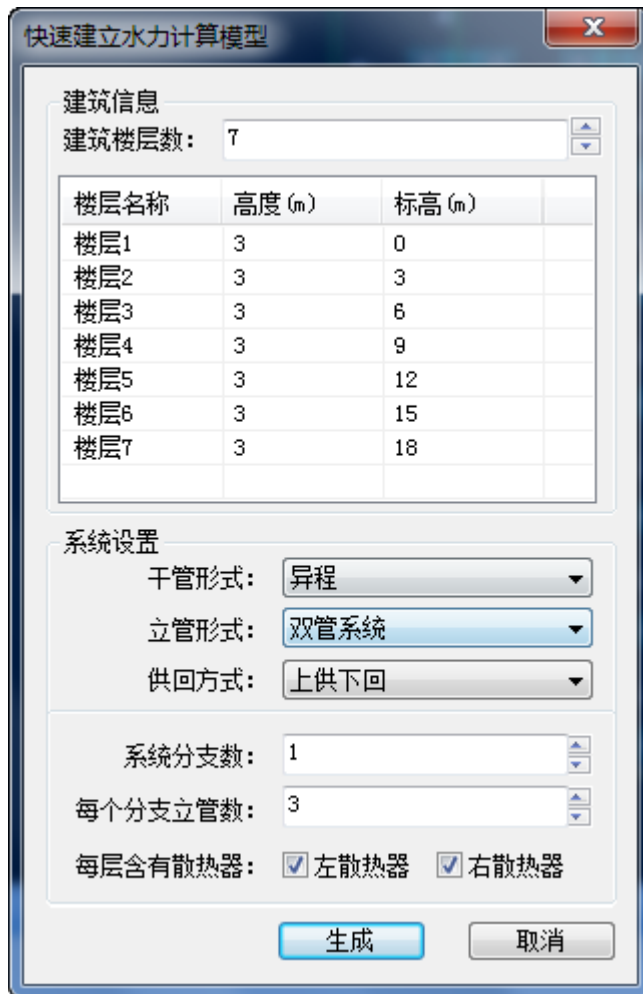 快速建立水力计算模型
建筑信息
建筑楼层数: 7
楼层名称 高度(m) 标高(m)
楼层1 3 0
楼层2 3 3
楼层3 3 6
楼层4 3 9
楼层5 3 12
楼层6 3 15
楼层7 3 18
系统设置
干管形式: 异程
立管形式: 双管系统
供回方式: 上供下回
系统分支数: 1
每个分支立管数: 3
每层含有散热器: 左散热器 右散热器
生成 取消